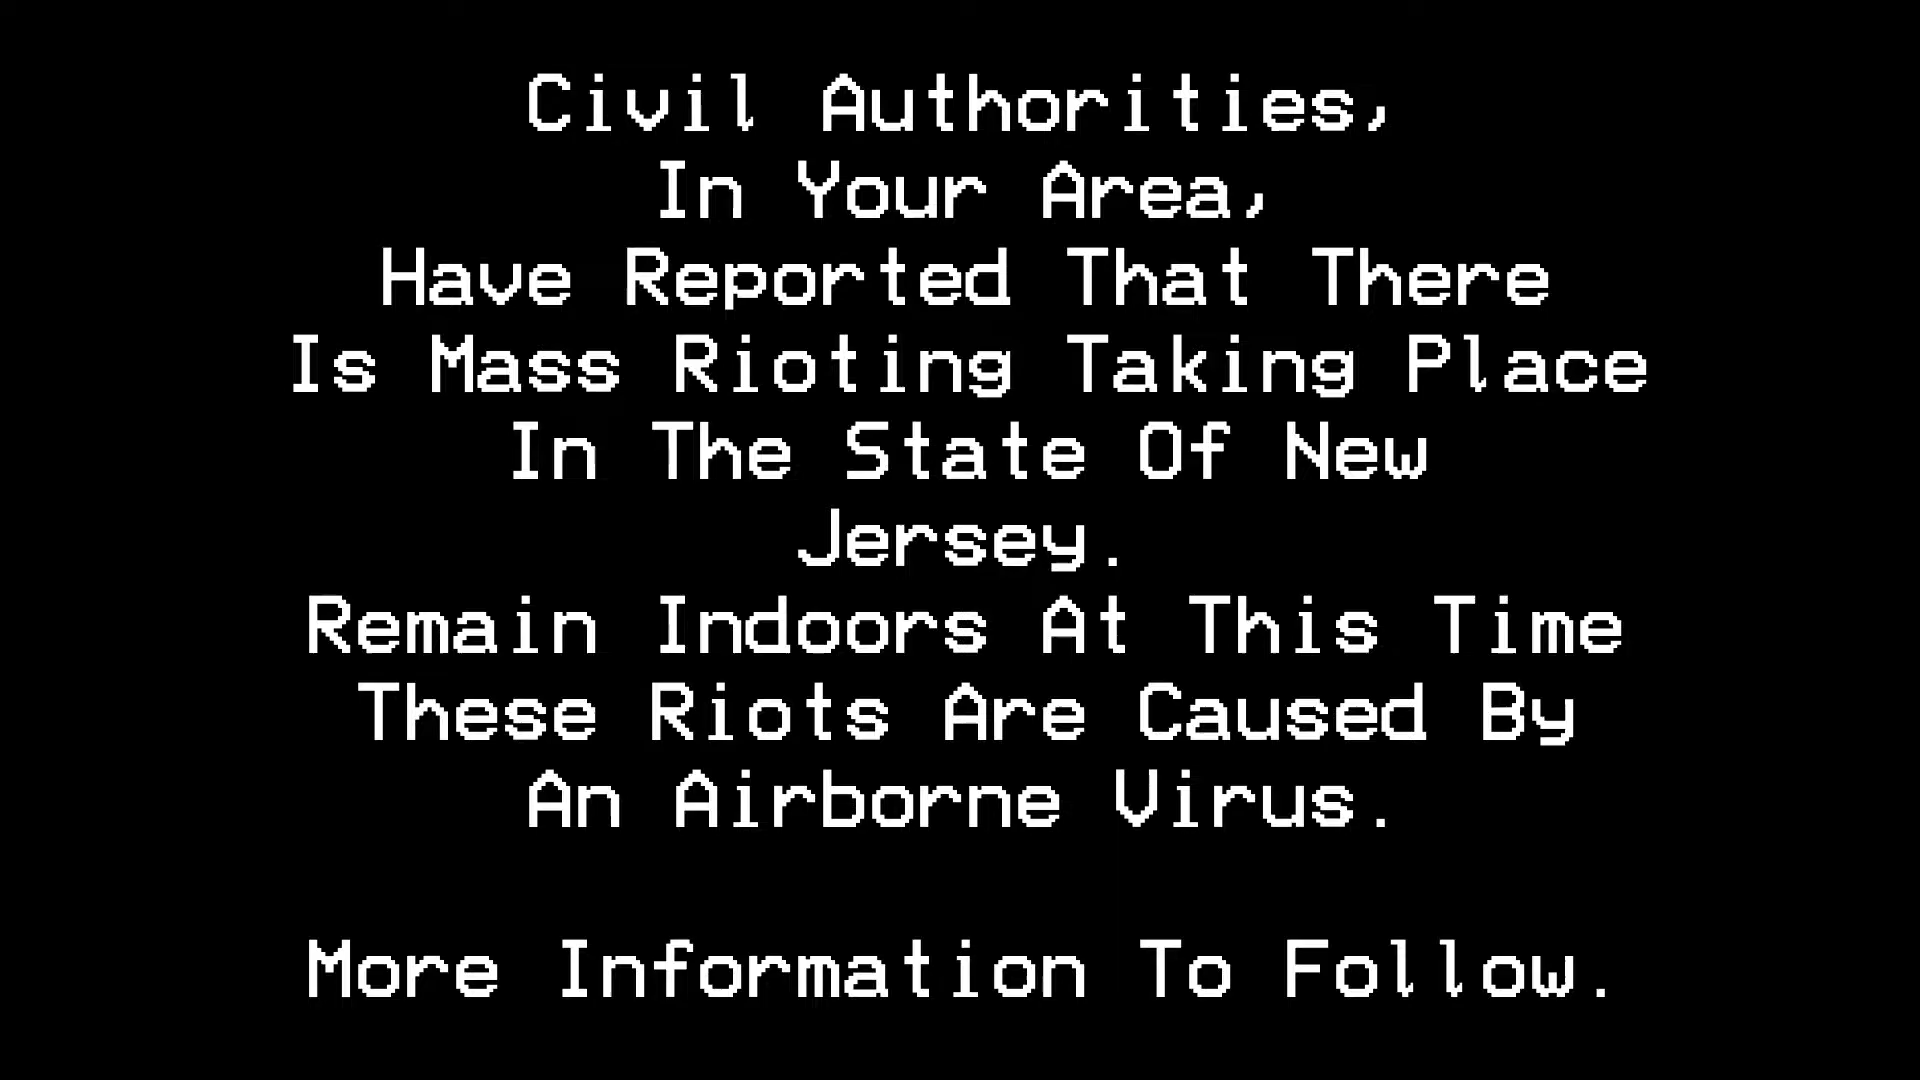 Civil Authorities,
In Your Area,
Have Reported That There
Is Mass Rioting Taking Place
In The State Of New
Jersey.
Remain Indoors At This Time
These Riots Are Caused By
An Airborne Virus.
More Information To Follow.